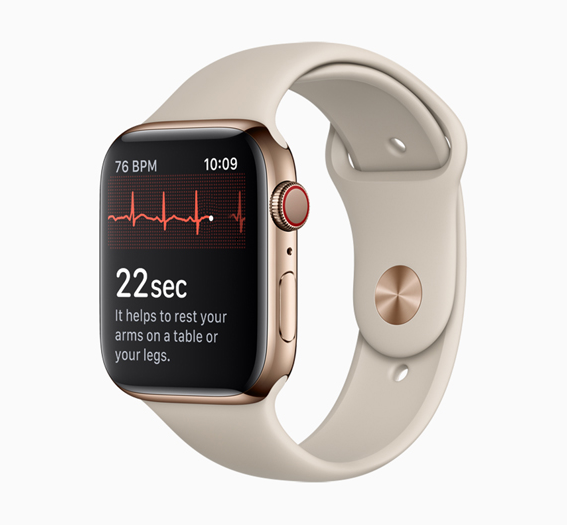 76 BPM 10:09
22sec
It helps to rest your
arms on a table or
your legs.